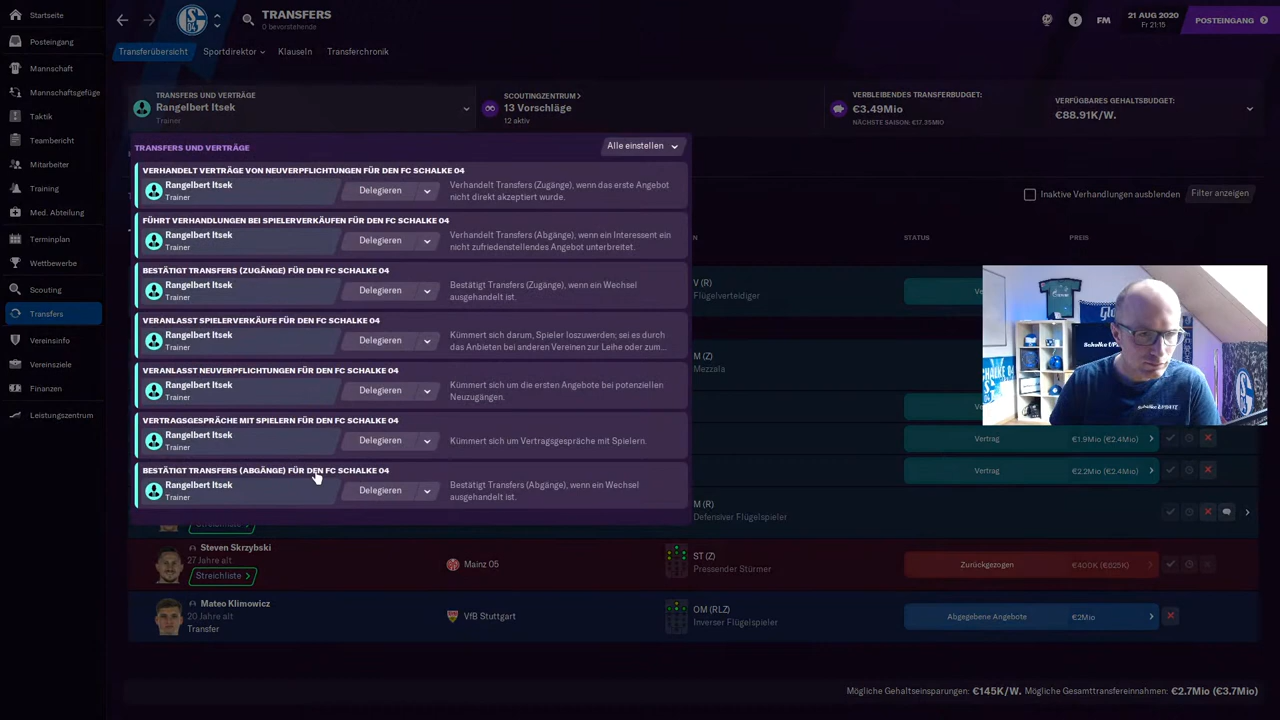 Startseite
TRANSFERS
0 bevorstehende
FM
21 AUG 2020
Fr 21:15
POSTEINGANG
Posteingang
Transferübersicht
Sportdirektor
Klauseln
Transferchronik
Mannschaft
Mannschaftsgefüge
Taktik
Teambericht
Mitarbeiter
Training
Med. Abteilung
Terminplan
Wettbewerbe
Scouting
Transfers
Vereinsinfo
Vereinsziele
Finanzen
Leistungszentrum
TRANSFERS UND VERTRÄGE
Rangelbert Itsek
Trainer
SCOUTINGZENTRUM >
13 Vorschläge
12 aktiv
VERBLEIBENDES TRANSFERBUDGET:
€3.49Mio
NÄCHSTE SAISON: €17.35MIO
VERFÜGBARES GEHALTSBUDGET:
€88.91K/W.
TRANSFERS UND VERTRÄGE
Alle einstellen
VERHANDELT VERTRÄGE VON NEUVERPFLICHTUNGEN FÜR DEN FC SCHALKE 04
Rangelbert Itsek
Trainer
Delegieren
Verhandelt Transfers (Zugänge), wenn das erste Angebot
nicht direkt akzeptiert wurde.
FÜHRT VERHANDLUNGEN BEI SPIELERVERKÄUFEN FÜR DEN FC SCHALKE 04
Rangelbert Itsek
Trainer
Delegieren
Verhandelt Transfers (Abgänge), wenn ein Interessent ein
nicht zufriedenstellendes Angebot unterbreitet.
BESTÄTIGT TRANSFERS (ZUGÄNGE) FÜR DEN FC SCHALKE 04
Rangelbert Itsek
Trainer
Delegieren
Bestätigt Transfers (Zugänge), wenn ein Wechsel
ausgehandelt ist.
VERANLASST SPIELERVERKÄUFE FÜR DEN FC SCHALKE 04
Rangelbert Itsek
Trainer
Delegieren
Kümmert sich darum, Spieler loszuwerden; sei es durch
das Anbieten bei anderen Vereinen zur Leihe oder zum...
VERANLASST NEUVERPFLICHTUNGEN FÜR DEN FC SCHALKE 04
Rangelbert Itsek
Trainer
Delegieren
Kümmert sich um die ersten Angebote bei potenziellen
Neuzugängen.
VERTRAGSGESPRÄCHE MIT SPIELERN FÜR DEN FC SCHALKE 04
Rangelbert Itsek
Trainer
Delegieren
Kümmert sich um Vertragsgespräche mit Spielern.
BESTÄTIGT TRANSFERS (ABGÄNGE) FÜR DEN FC SCHALKE 04
Rangelbert Itsek
Trainer
Delegieren
Bestätigt Transfers (Abgänge), wenn ein Wechsel
ausgehandelt ist.
Inaktive Verhandlungen ausblenden
Filter anzeigen
STATUS
PREIS
V (R)
Flügelverteidiger
M (Z)
Mezzala
Vertrag
€1.9Mio (€2.4Mio)
Vertrag
€2.2Mio (€2.4Mio)
M (R)
Defensiver Flügelspieler
Streichliste >
Steven Skrzybski
27 Jahre alt
Streichliste >
Mainz 05
ST (Z)
Pressender Stürmer
Zurückgezogen
€400K (€625K)
Mateo Klimowicz
20 Jahre alt
Transfer
VfB Stuttgart
OM (RLZ)
Inverser Flügelspieler
Abgegebene Angebote
€2Mio
Mögliche Gehaltseinsparungen: €145K/W. Mögliche Gesamttransfereinnahmen: €2.7Mio (€3.7Mio)